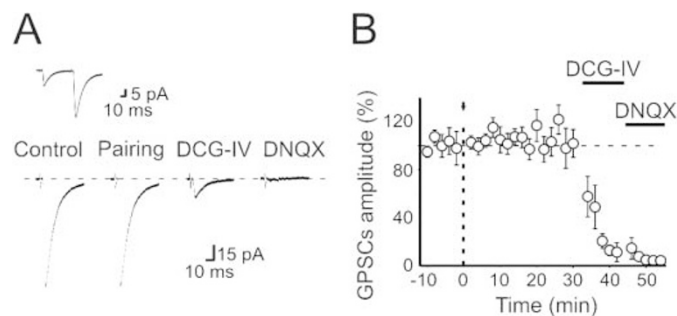 A
5 pA
10 ms
Control Pairing DCG-IV DNQX
15 pA
10 ms
B
DCG-IV
DNQX
GPSCs amplitude (%)
120
80
40
0
-10 0 10 20 30 40 50
Time (min)